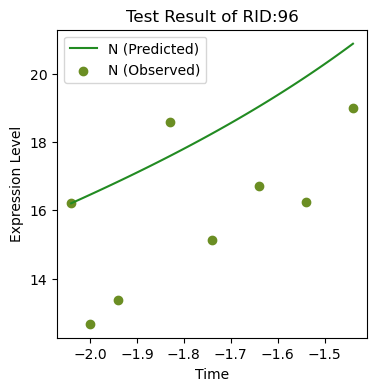 Test Result of RID:96
N (Predicted)
N (Observed)
Expression Level
20
18
16
14
−2.0 −1.9 −1.8 −1.7 −1.6 −1.5
Time